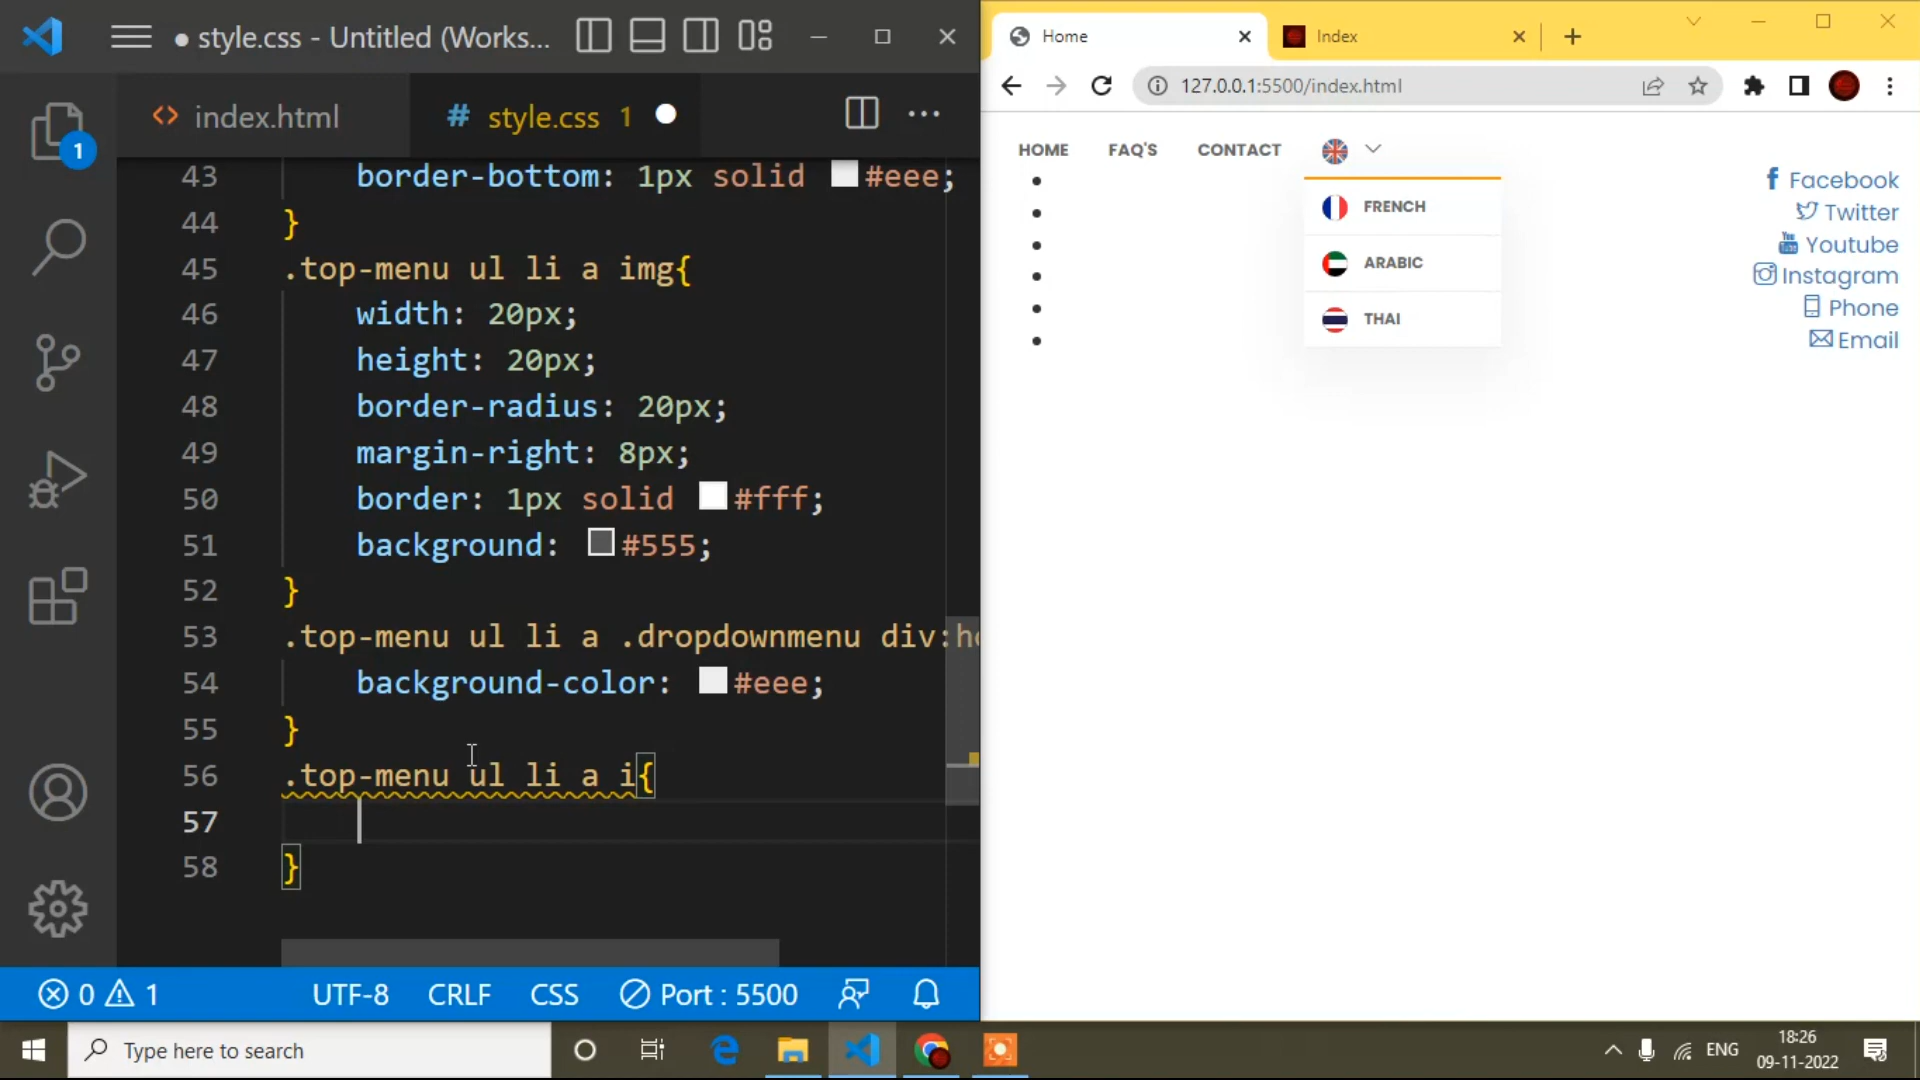 style.css - Untitled (Works...
index.html
# style.css 1
1
43 border-bottom: 1px solid #eee;
44 }
45 .top-menu ul li a img{
46 width: 20px;
47 height: 20px;
48 border-radius: 20px;
49 margin-right: 8px;
50 border: 1px solid #fff;
51 background: #555;
52 }
53 .top-menu ul li a .dropdownmenu div:ho
54 background-color: #eee;
55 }
56 .top-menu ul li a i{
57
58 }
0 1 UTF-8 CRLF CSS Port : 5500
Home Index
127.0.0.1:5500/index.html
HOME FAQ'S CONTACT
FRENCH
ARABIC
THAI
Facebook
Twitter
Youtube
Instagram
Phone
Email
Type here to search
ENG
18:26
09-11-2022